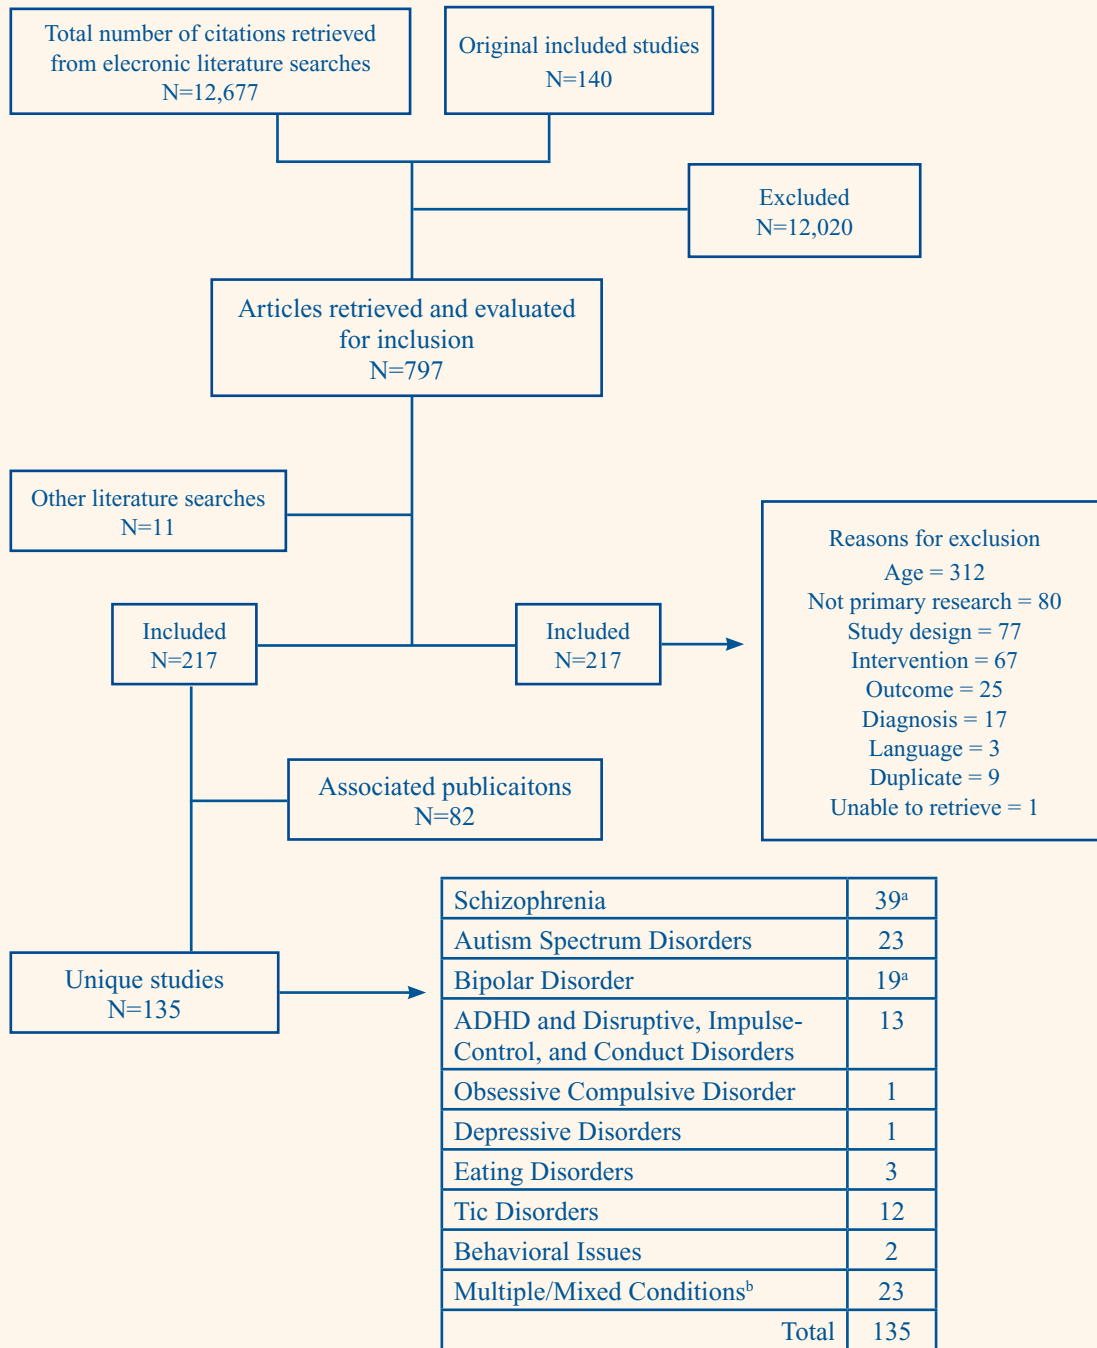 Total number of citations retrieved
from elecronic literature searches
N=12,677
Original included studies
N=140
Excluded
N=12,020
Articles retrieved and evaluated
for inclusion
N=797
Other literature searches
N=11
Included
N=217
Included
N=217
Reasons for exclusion
Age = 312
Not primary research = 80
Study design = 77
Intervention = 67
Outcome = 25
Diagnosis = 17
Language = 3
Duplicate = 9
Unable to retrieve = 1
Associated publicaitons
N=82
Unique studies
N=135
Schizophrenia 39ᵃ
Autism Spectrum Disorders 23
Bipolar Disorder 19ᵃ
ADHD and Disruptive, Impulse- 13
Control, and Conduct Disorders
Obsessive Compulsive Disorder 1
Depressive Disorders 1
Eating Disorders 3
Tic Disorders 12
Behavioral Issues 2
Multiple/Mixed Conditionsᵇ 23
Total 135